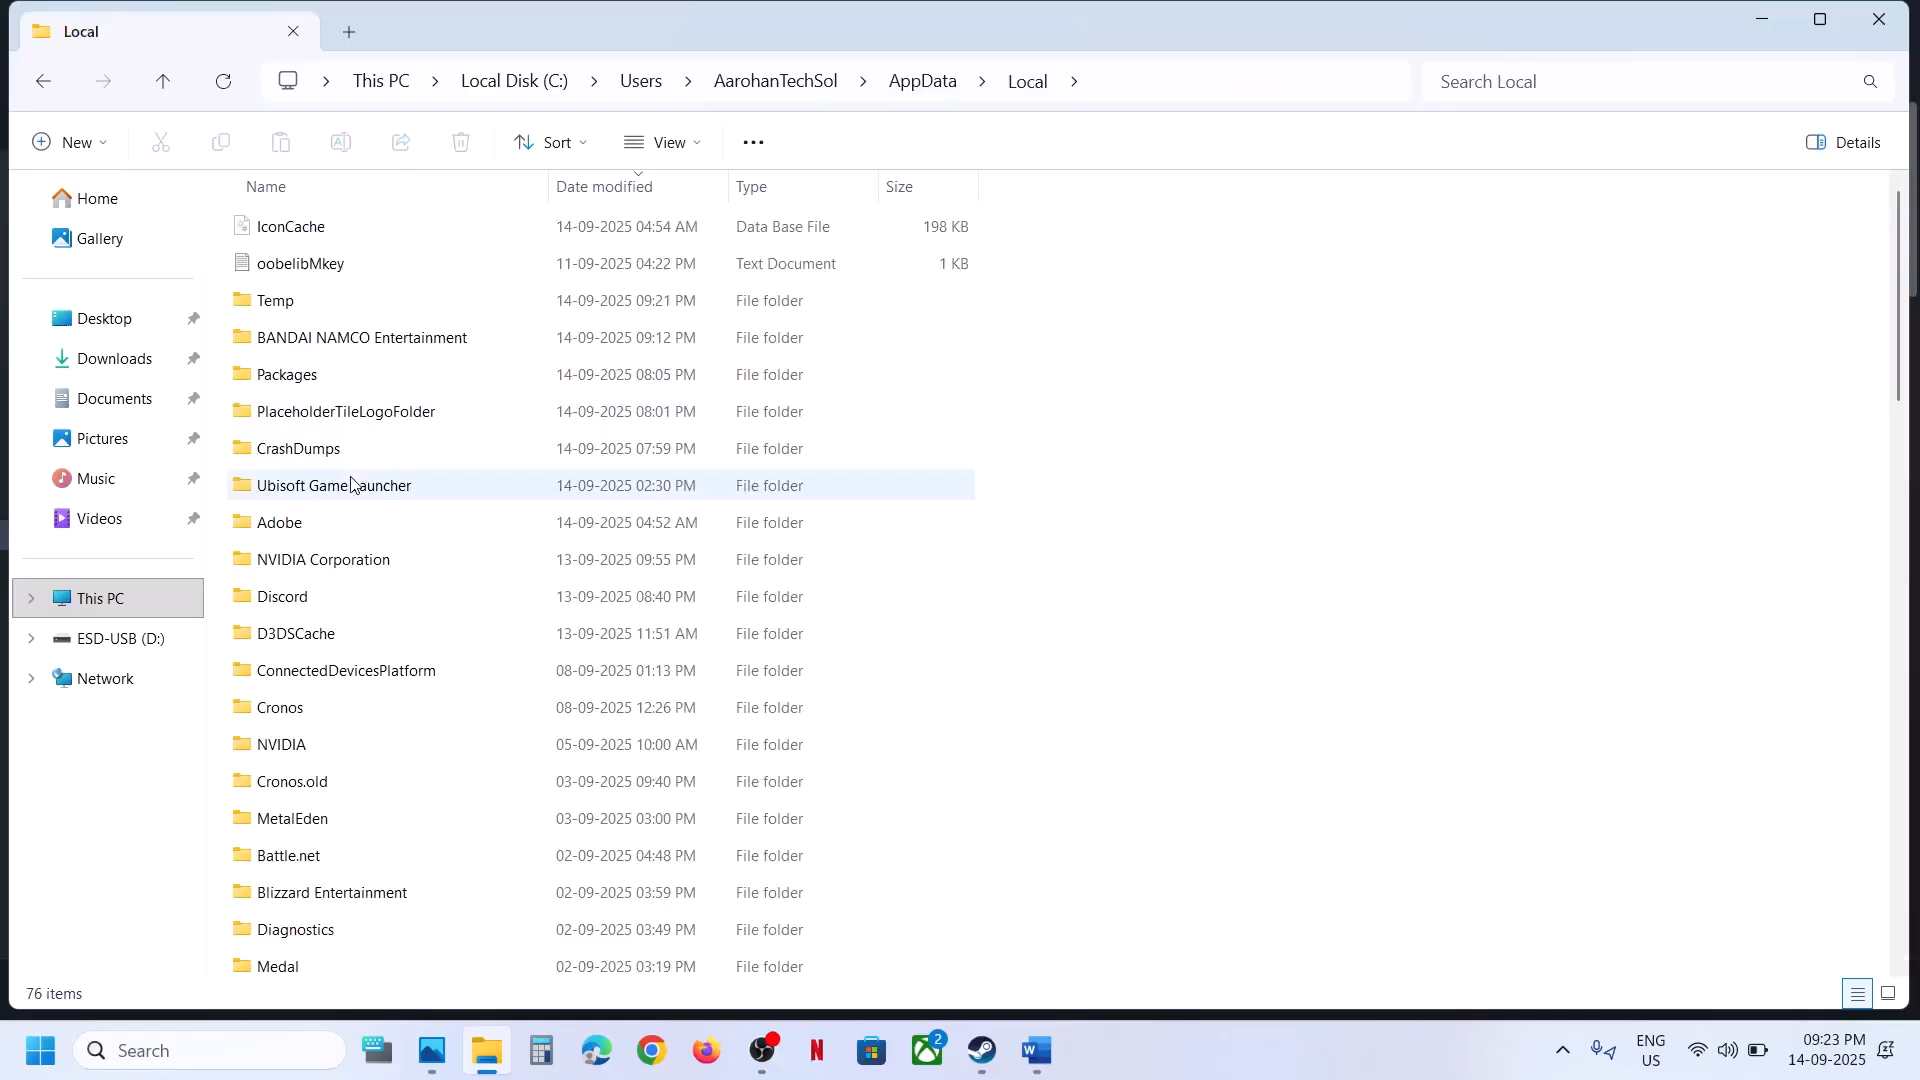 Local
This PC
Local Disk (C:)
Users
AarohanTechSol
AppData
Local
Search Local
New
Sort
View
Details
Name
Date modified
Type
Size
Home
Gallery
Desktop
Downloads
Documents
Pictures
Music
Videos
This PC
ESD-USB (D:)
Network
IconCache 14-09-2025 04:54 AM Data Base File 198 KB
oobelibMkey 11-09-2025 04:22 PM Text Document 1 KB
Temp 14-09-2025 09:21 PM File folder
BANDAI NAMCO Entertainment 14-09-2025 09:12 PM File folder
Packages 14-09-2025 08:05 PM File folder
PlaceholderTileLogoFolder 14-09-2025 08:01 PM File folder
CrashDumps 14-09-2025 07:59 PM File folder
Ubisoft Game Launcher 14-09-2025 02:30 PM File folder
Adobe 14-09-2025 04:52 AM File folder
NVIDIA Corporation 13-09-2025 09:55 PM File folder
Discord 13-09-2025 08:40 PM File folder
D3DSCache 13-09-2025 11:51 AM File folder
ConnectedDevicesPlatform 08-09-2025 01:13 PM File folder
Cronos 08-09-2025 12:26 PM File folder
NVIDIA 05-09-2025 10:00 AM File folder
Cronos.old 03-09-2025 09:40 PM File folder
MetalEden 03-09-2025 03:00 PM File folder
Battle.net 02-09-2025 04:48 PM File folder
Blizzard Entertainment 02-09-2025 03:59 PM File folder
Diagnostics 02-09-2025 03:49 PM File folder
Medal 02-09-2025 03:19 PM File folder
76 items
Search
2
ENG
US
09:23 PM
14-09-2025